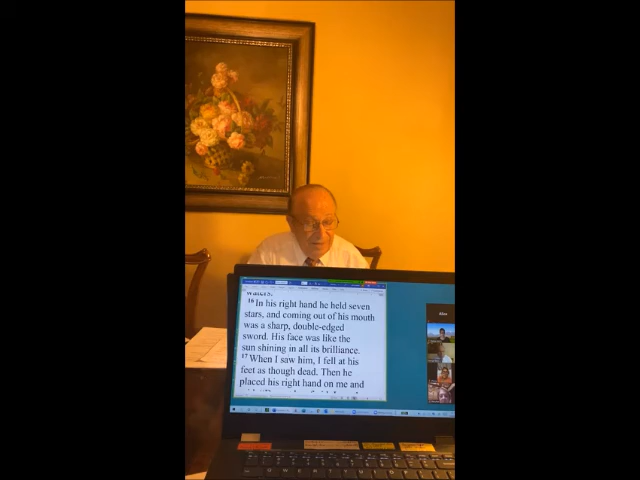 ¹⁶ In his right hand he held seven
stars, and coming out of his mouth
was a sharp, double-edged
sword. His face was like the
sun shining in all its brilliance.
¹⁷ When I saw him, I fell at his
feet as though dead. Then he
placed his right hand on me and